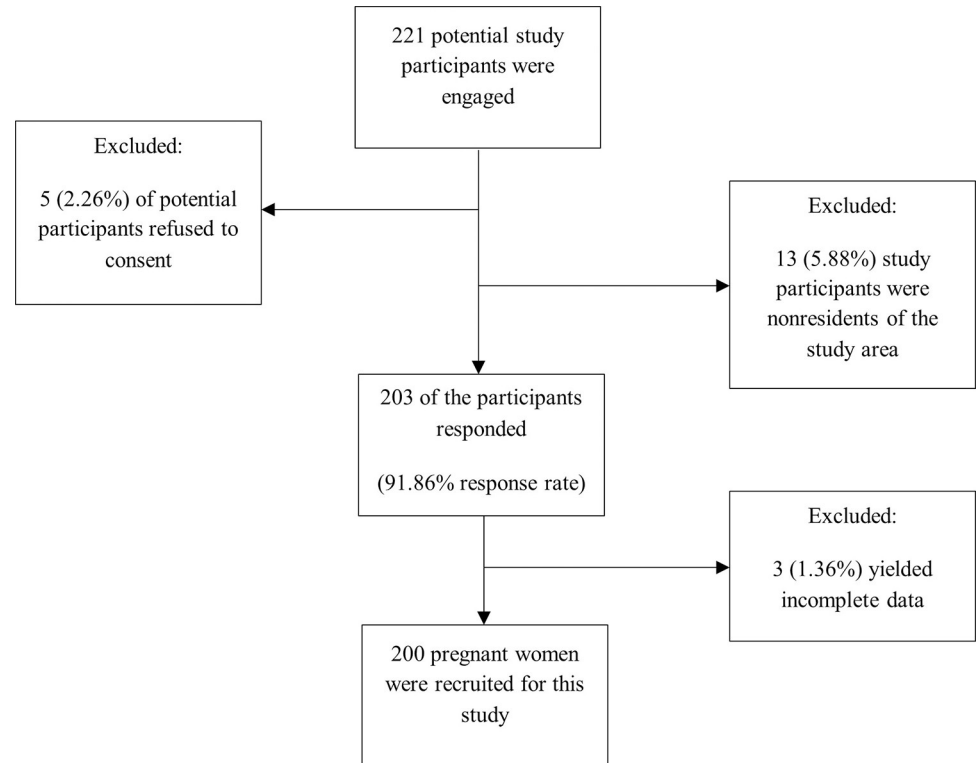 221 potential study
participants were
engaged
Excluded:
5 (2.26%) of potential
participants refused to
consent
Excluded:
13 (5.88%) study
participants were
nonresidents of the
study area
203 of the participants
responded
(91.86% response rate)
Excluded:
3 (1.36%) yielded
incomplete data
200 pregnant women
were recruited for this
study